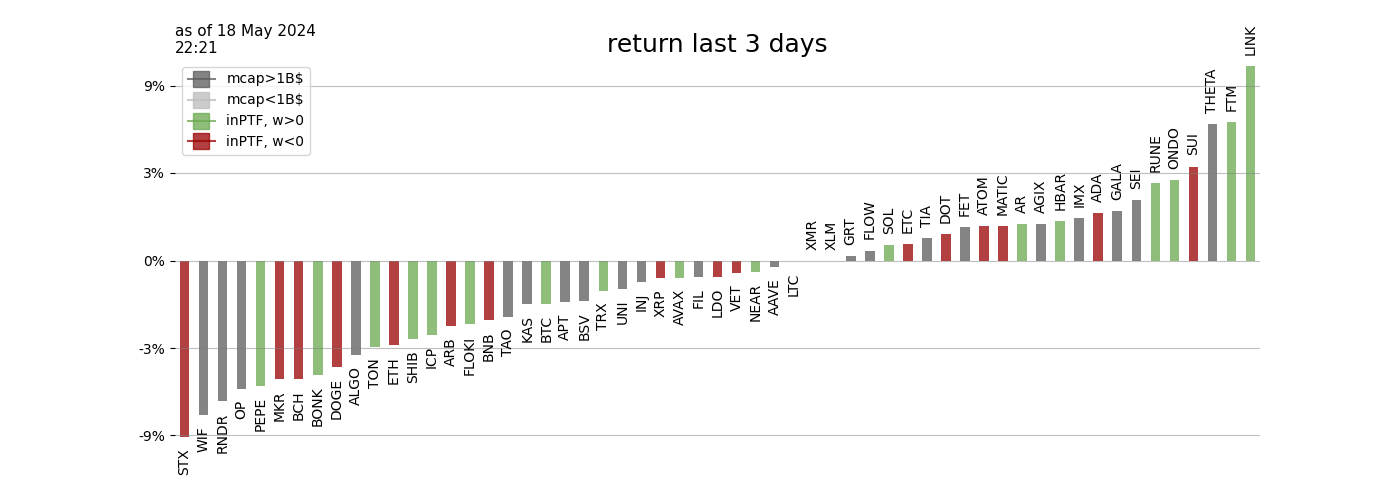 as of 18 May 2024
22:21
return last 3 days
mcap>1B$
mcap<1B$
inPTF, w>0
inPTF, w<0
9%
3%
0%
-3%
-9%
STX
WIF
RNDR
OP
PEPE
MKR
BCH
BONK
DOGE
ALGO
TON
ETH
SHIB
ICP
ARB
FLOKI
BNB
TAO
KAS
BTC
APT
BSV
TRX
UNI
INJ
XRP
AVAX
FIL
LDO
VET
NEAR
AAVE
LTC
XMR
XLM
GRT
FLOW
SOL
ETC
TIA
DOT
FET
ATOM
MATIC
AR
AGIX
HBAR
IMX
ADA
GALA
SEI
RUNE
ONDO
SUI
THETA
FTM
LINK